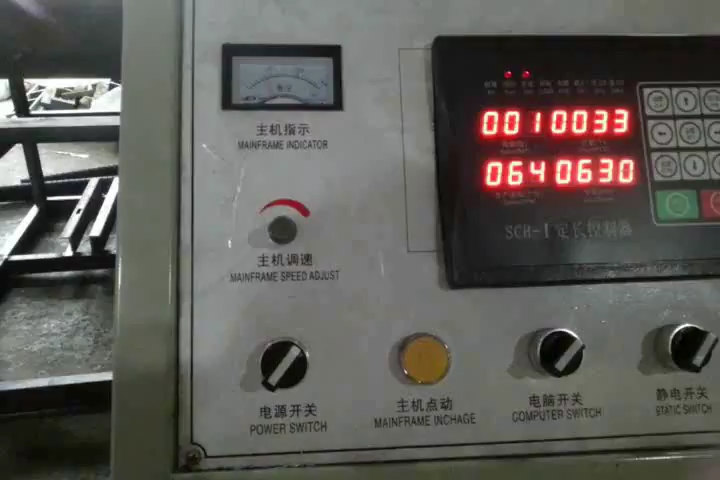 主机指示
MAINFRAME INDICATOR
0010033
0640630
SCH-I 定长控制器
主机调速
MAINFRAME SPEED ADJUST
电源开关
POWER SWITCH
主机点动
MAINFRAME INCHAGE
电脑开关
COMPUTER SWITCH
静电开关
STATIC SWITCH